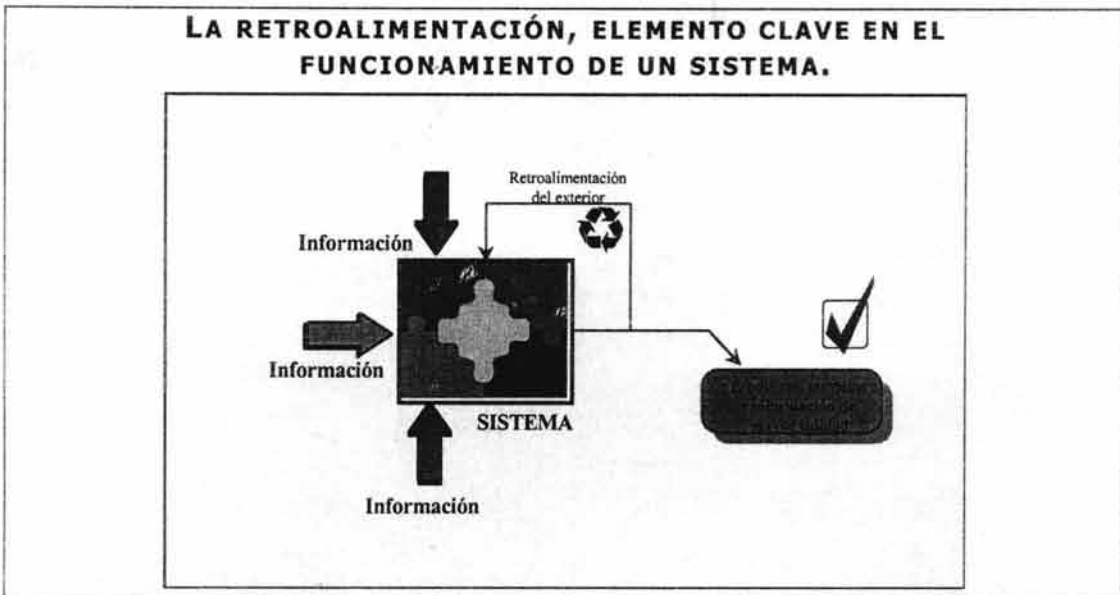 LA RETROALIMENTACIÓN, ELEMENTO CLAVE EN EL
FUNCIONAMIENTO DE UN SISTEMA.
Retroalimentación
del exterior
Información
Información
SISTEMA
Información